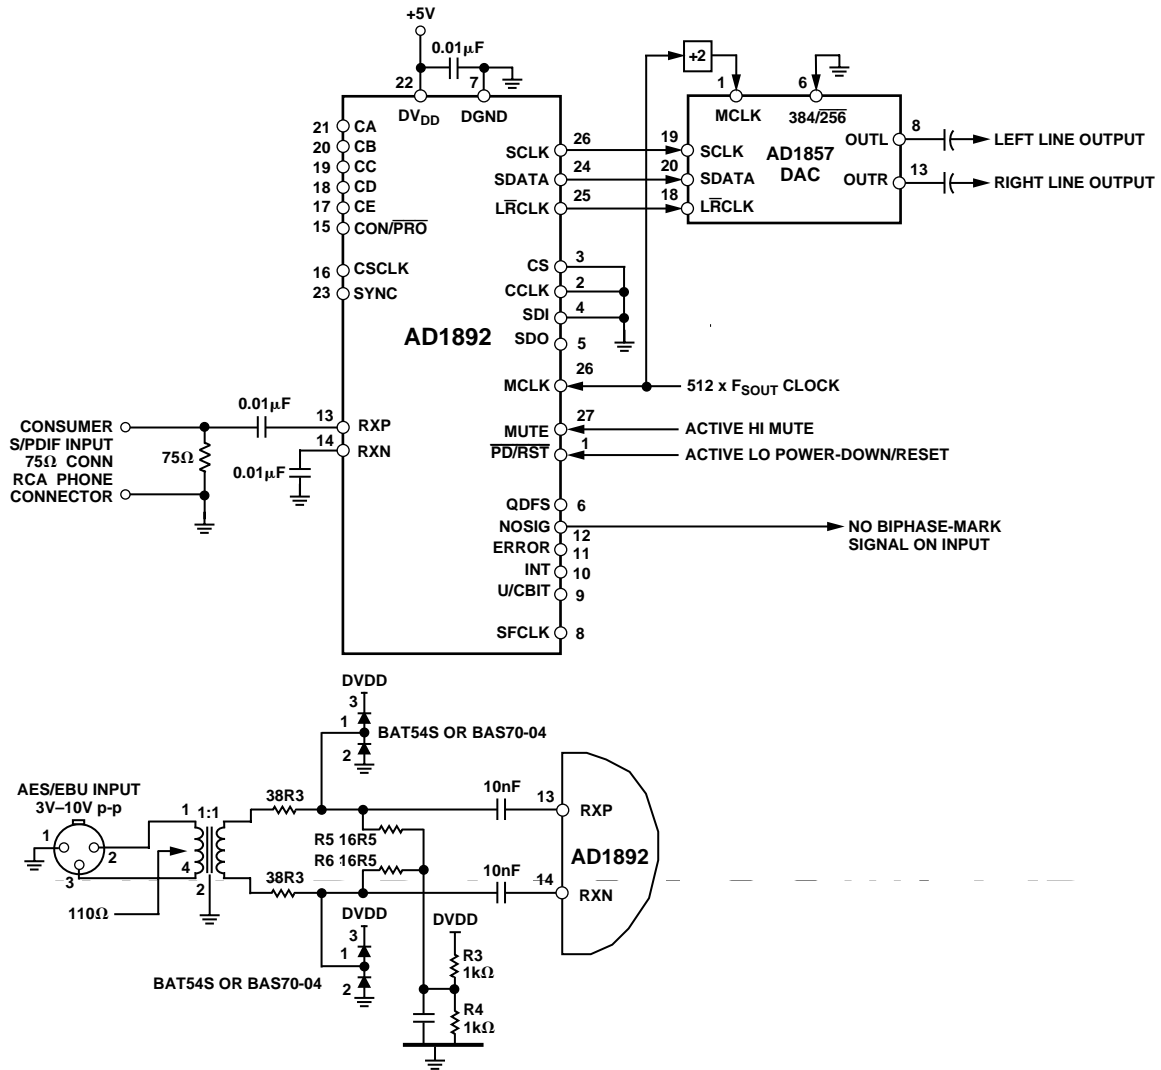 +5V
0.01µF
22
7
DVDD
DGND
21 CA
20 CB
19 CC
18 CD
17 CE
15 CON/PRO
16 CSCLK
23 SYNC
AD1892
SCLK 26
SDATA 24
LRCLK 25
CS 3
CCLK 2
SDI 4
SDO 5
MCLK 26
512 x FSOUT CLOCK
MUTE 27
ACTIVE HI MUTE
PD/RST 1
ACTIVE LO POWER-DOWN/RESET
QDFS 6
NOSIG
12
NO BIPHASE-MARK
SIGNAL ON INPUT
ERROR
11
INT
10
U/CBIT
9
SFCLK 8
+2
1
6
MCLK
384/256
19 SCLK
20 SDATA
18 LRCLK
AD1857
DAC
OUTL 8
LEFT LINE OUTPUT
OUTR 13
RIGHT LINE OUTPUT
CONSUMER
S/PDIF INPUT
75Ω CONN
RCA PHONE
CONNECTOR
75Ω
0.01µF
13 RXP
14 RXN
0.01µF
DVDD
3
1
2
BAT54S OR BAS70-04
AES/EBU INPUT
3V–10V p-p
1
2
3
110Ω
1 1:1
4
2
38R3
38R3
R5 16R5
R6 16R5
10nF
10nF
13 RXP
14 RXN
AD1892
DVDD
3
1
2
BAT54S OR BAS70-04
DVDD
R3
1kΩ
R4
1kΩ